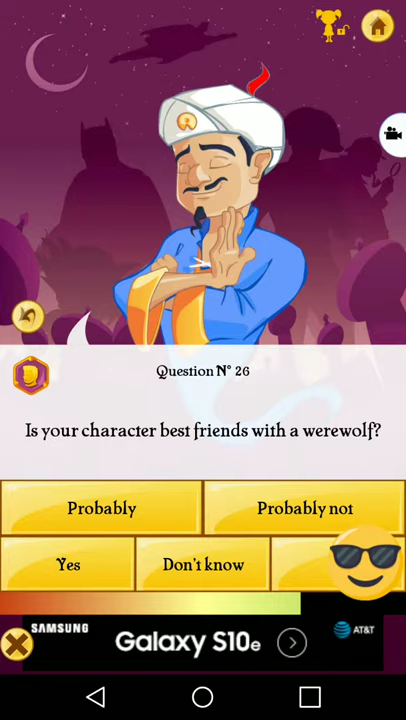 Question N° 26
Is your character best friends with a werewolf?
Probably
Probably not
Yes
Don't know
SAMSUNG
Galaxy S10e
AT&T